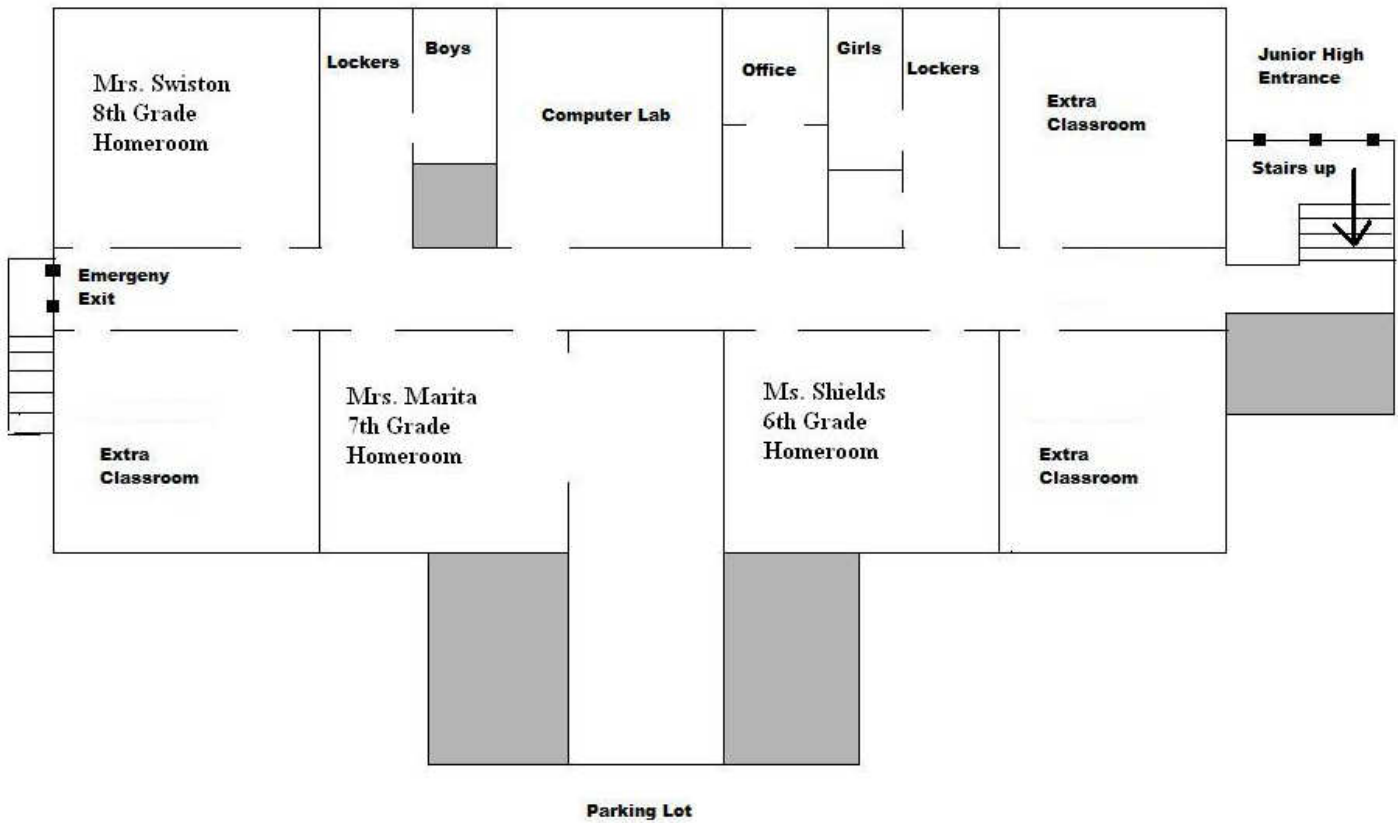 Boys
Girls
Lockers
Office
Lockers
Junior High
Entrance
Mrs. Swiston
8th Grade
Homeroom
Computer Lab
Extra
Classroom
Stairs up
Emergeny
Exit
Mrs. Marita
7th Grade
Homeroom
Ms. Shields
6th Grade
Homeroom
Extra
Classroom
Extra
Classroom
Parking Lot